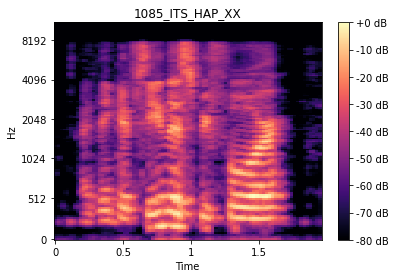 1085_ITS_HAP_XX
+0 dB
8192
-10 dB
4096
-20 dB
-30 dB
2048
Hz
-40 dB
1024
-50 dB
512
-60 dB
-70 dB
0
-80 dB
0
0.5
1
1.5
Time